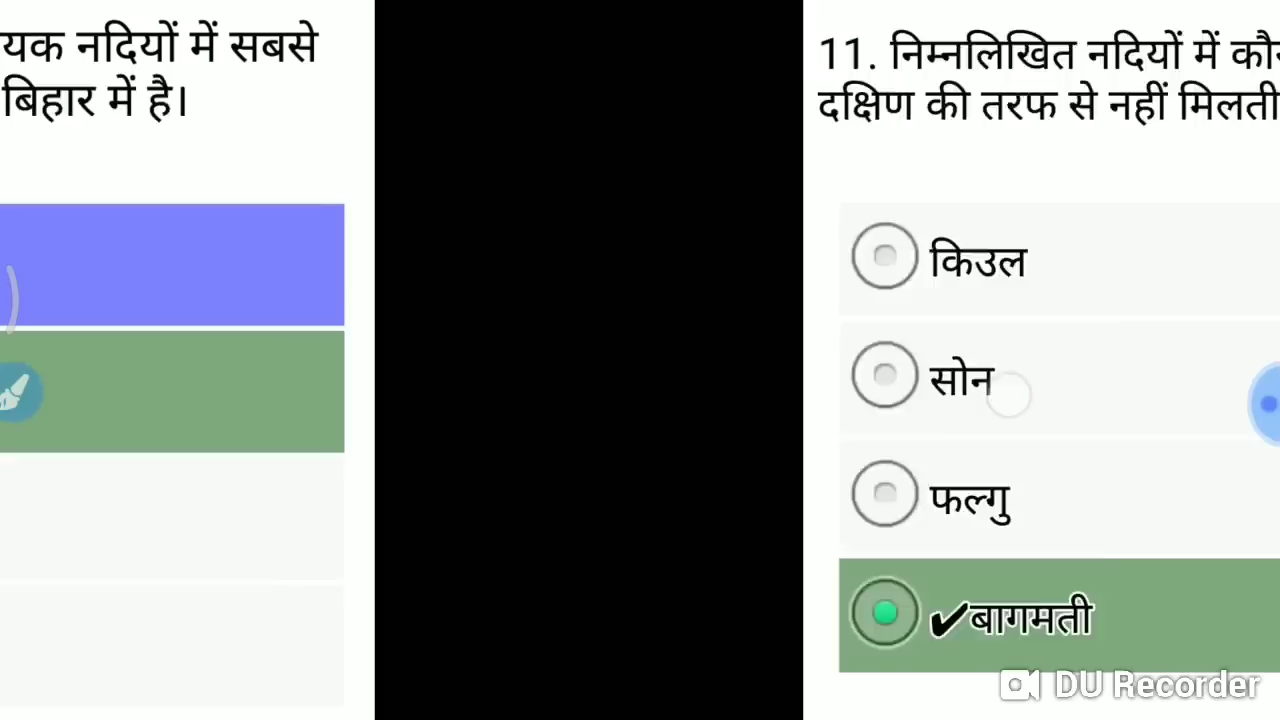 यक नदियों में सबसे
बिहार में है।
11. निम्नलिखित नदियों में
दक्षिण की तरफ से नहीं मिलती
किउल
सोन
फल्गु
✔बागमती
DU Recorder